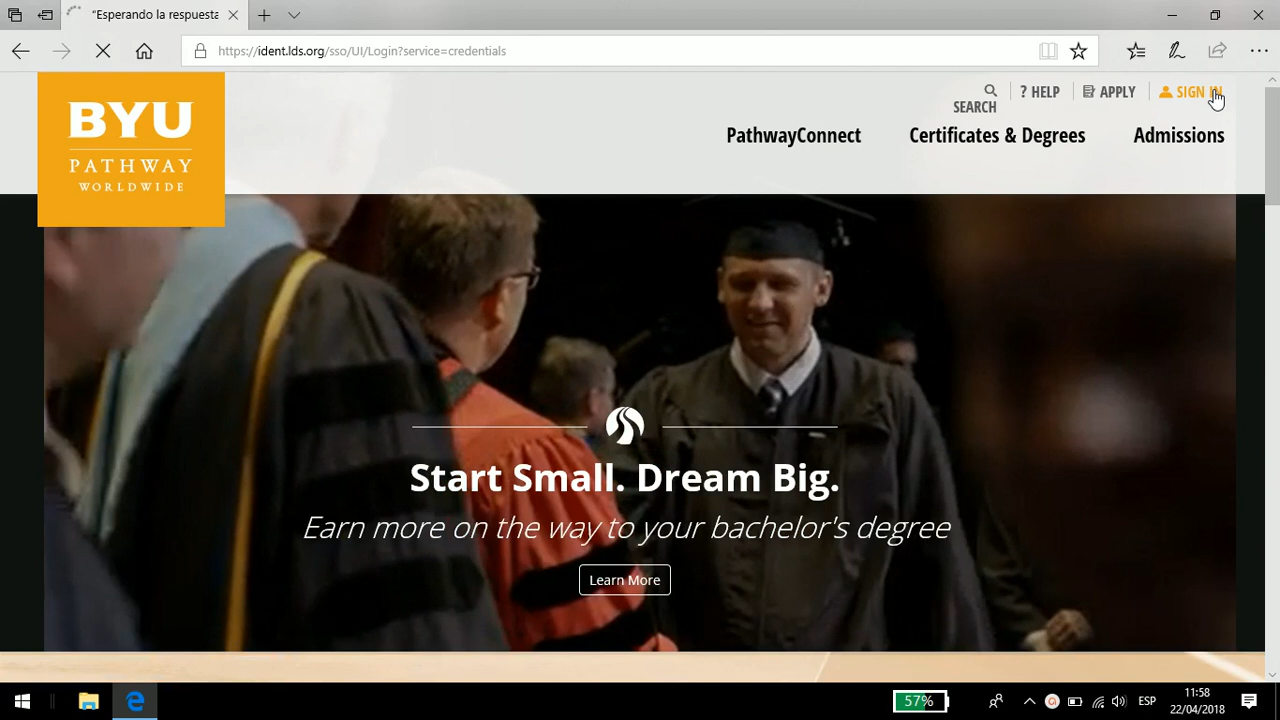 "Esperando la respuesta
https://ident.lds.org/sso/UI/Login?service=credentials
BYU
PATHWAY
WORLDWIDE
SEARCH
? HELP
APPLY
SIGN IN
PathwayConnect
Certificates & Degrees
Admissions
Start Small. Dream Big.
Earn more on the way to your bachelor's degree
Learn More
57%
ESP
11:58
22/04/2018